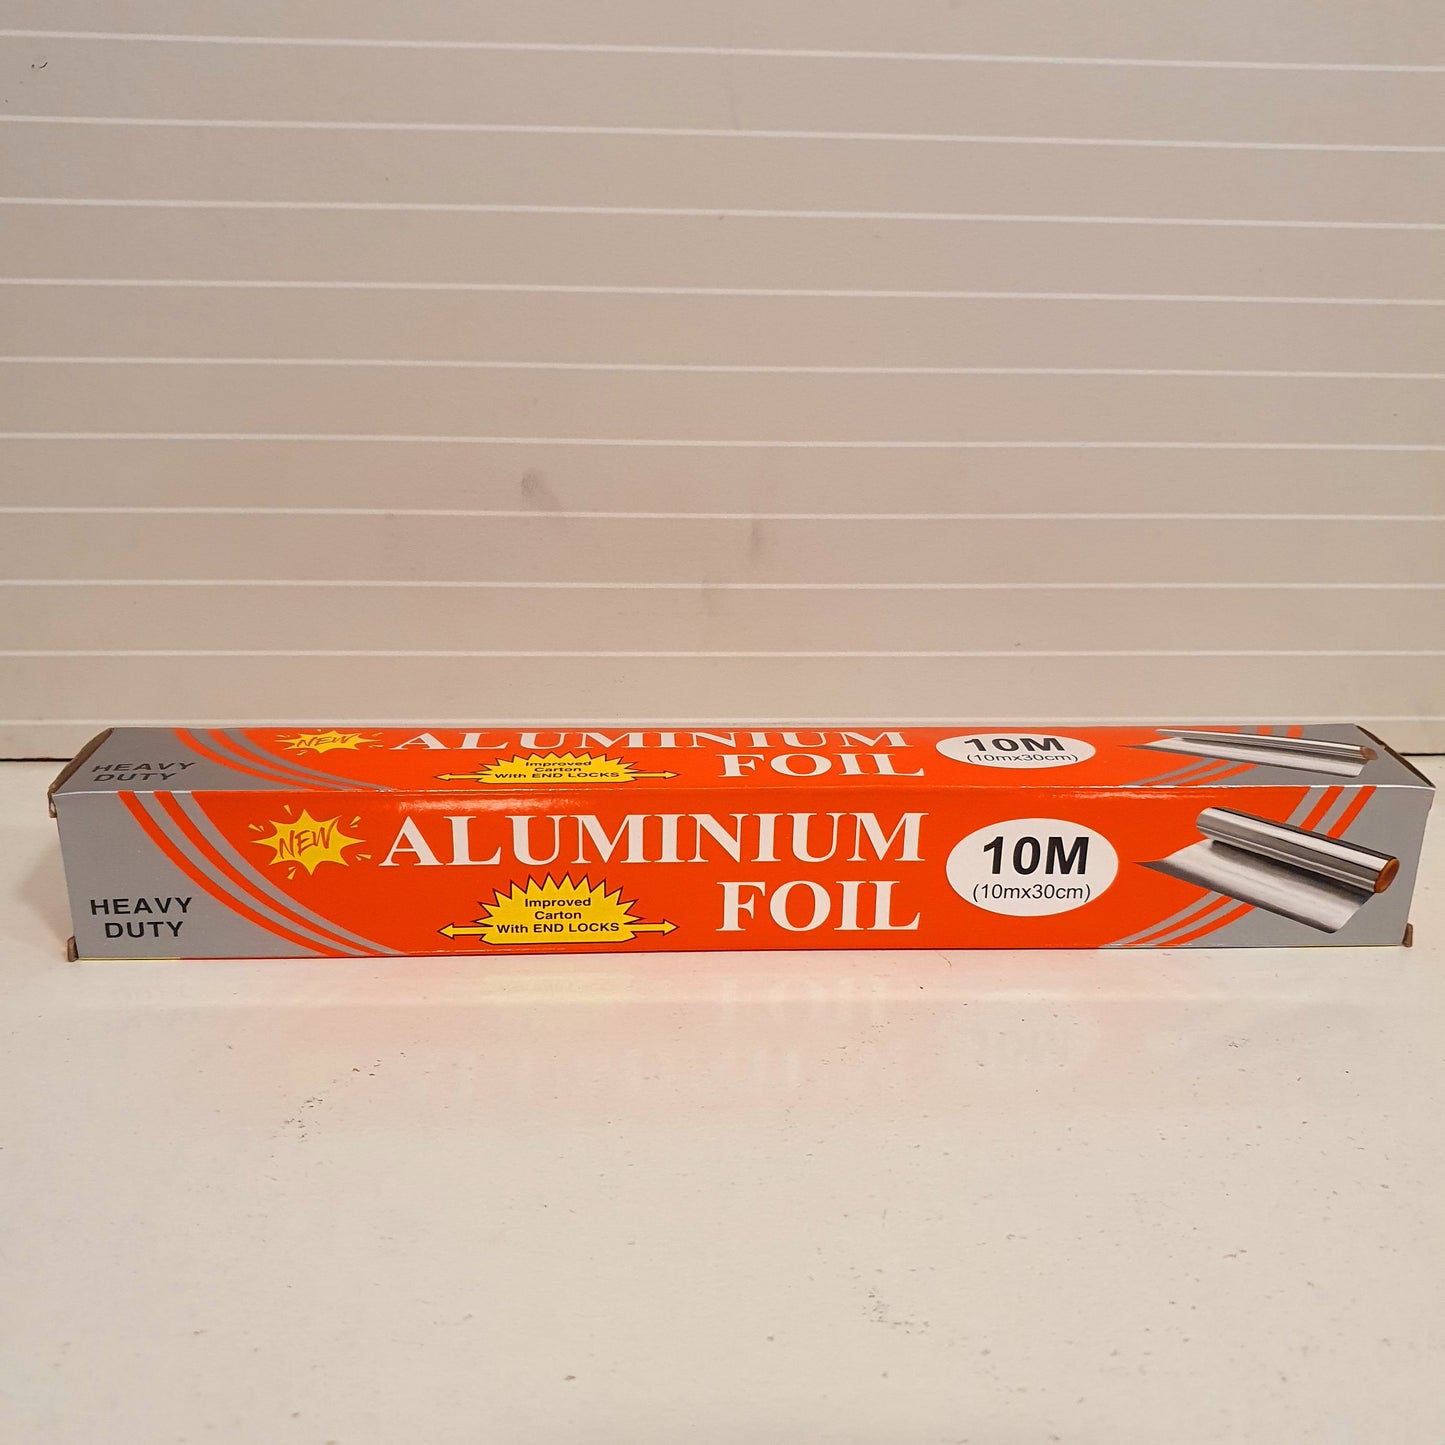 HEAVY
DUTY
NEW
ALUMINIUM
FOIL
Improved
Carton
With END LOCKS
10M
(10mx30cm)
HEAVY
DUTY
NEW
ALUMINIUM
FOIL
Improved
Carton
With END LOCKS
10M
(10mx30cm)